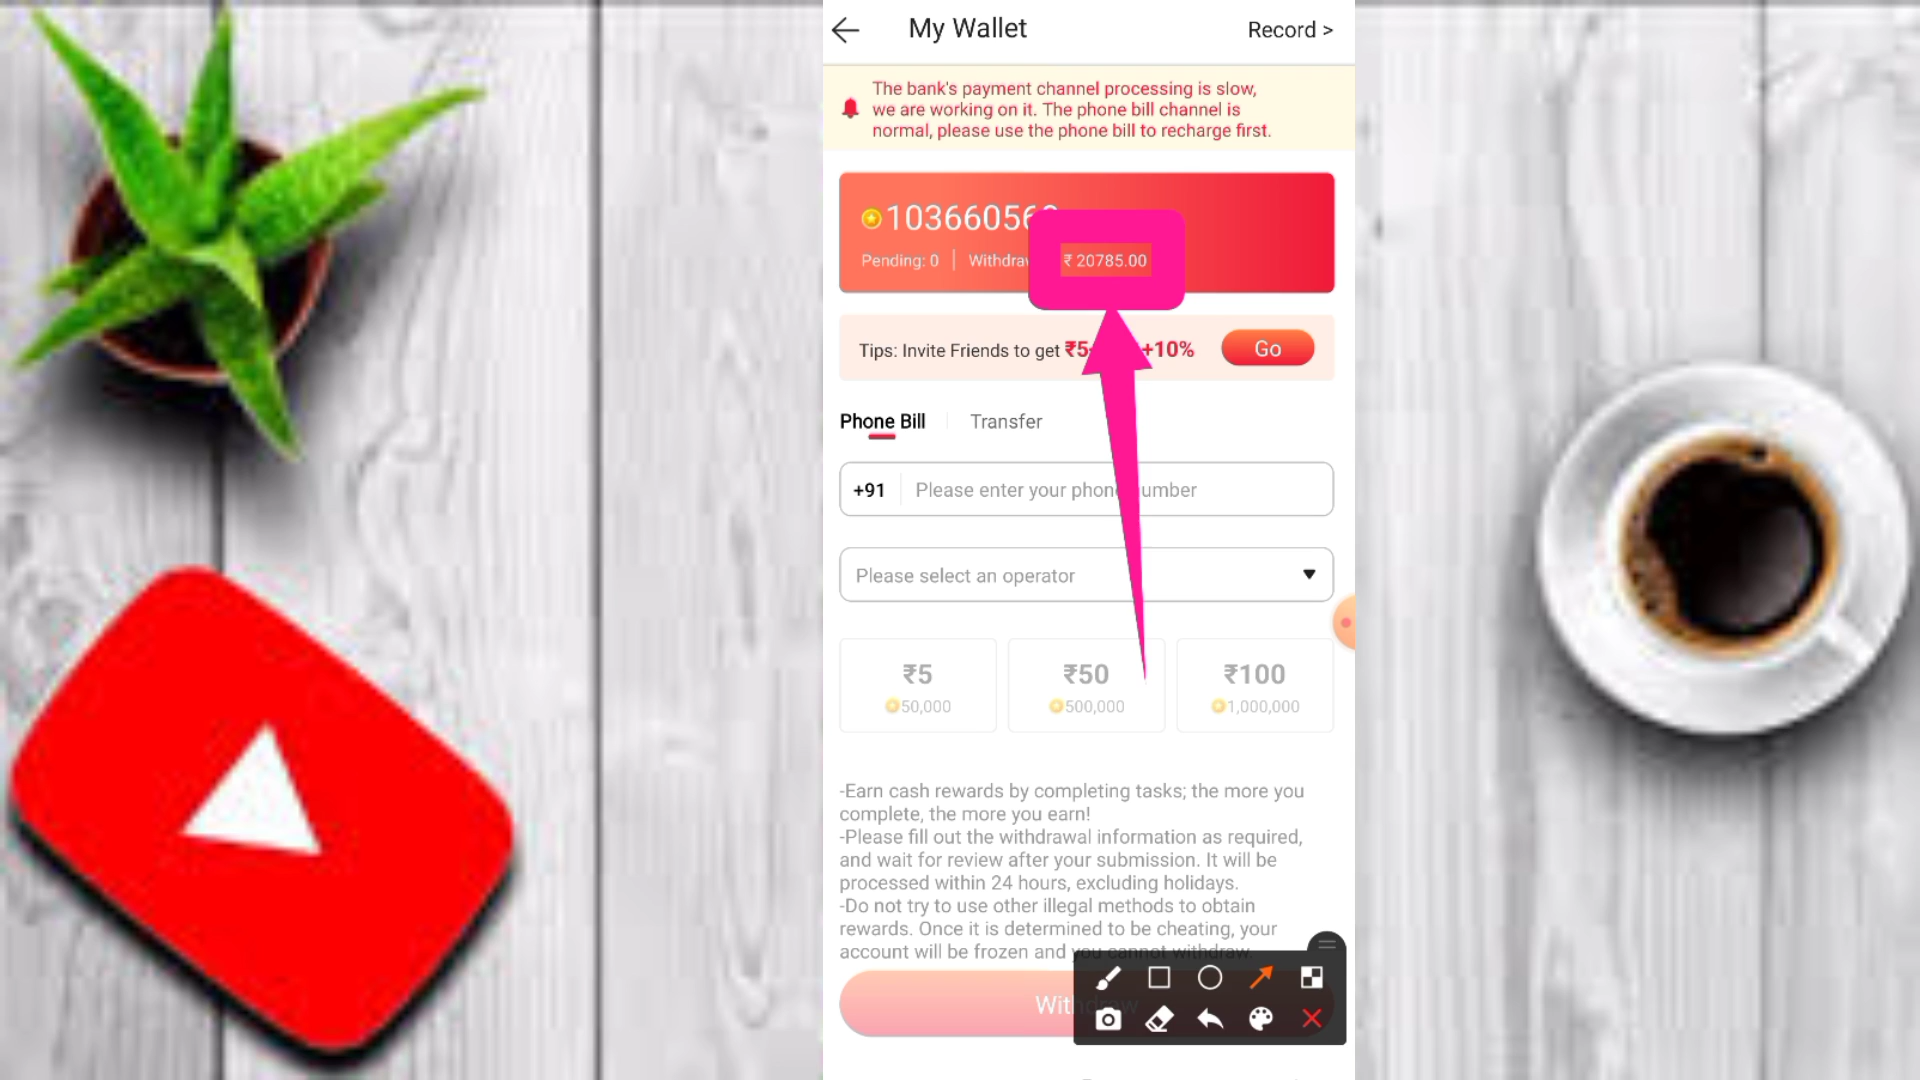 My Wallet
Record >
The bank's payment channel processing is slow,
we are working on it. The phone bill channel is
normal, please use the phone bill to recharge first.
Pending: 0
₹ 20785.00
Tips: Invite Friends to get +10%
Go
Phone Bill
Transfer
+91
Please enter your phone number
Please select an operator
₹5
₹50
₹100
50,000
500,000
1,000,000
-Earn cash rewards by completing tasks; the more you
complete, the more you earn!
-Please fill out the withdrawal information as required,
and wait for review after your submission. It will be
processed within 24 hours, excluding holidays.
-Do not try to use other illegal methods to obtain
rewards. Once it is determined to be cheating, your
account will be frozen and you cannot withdraw.
Withdraw